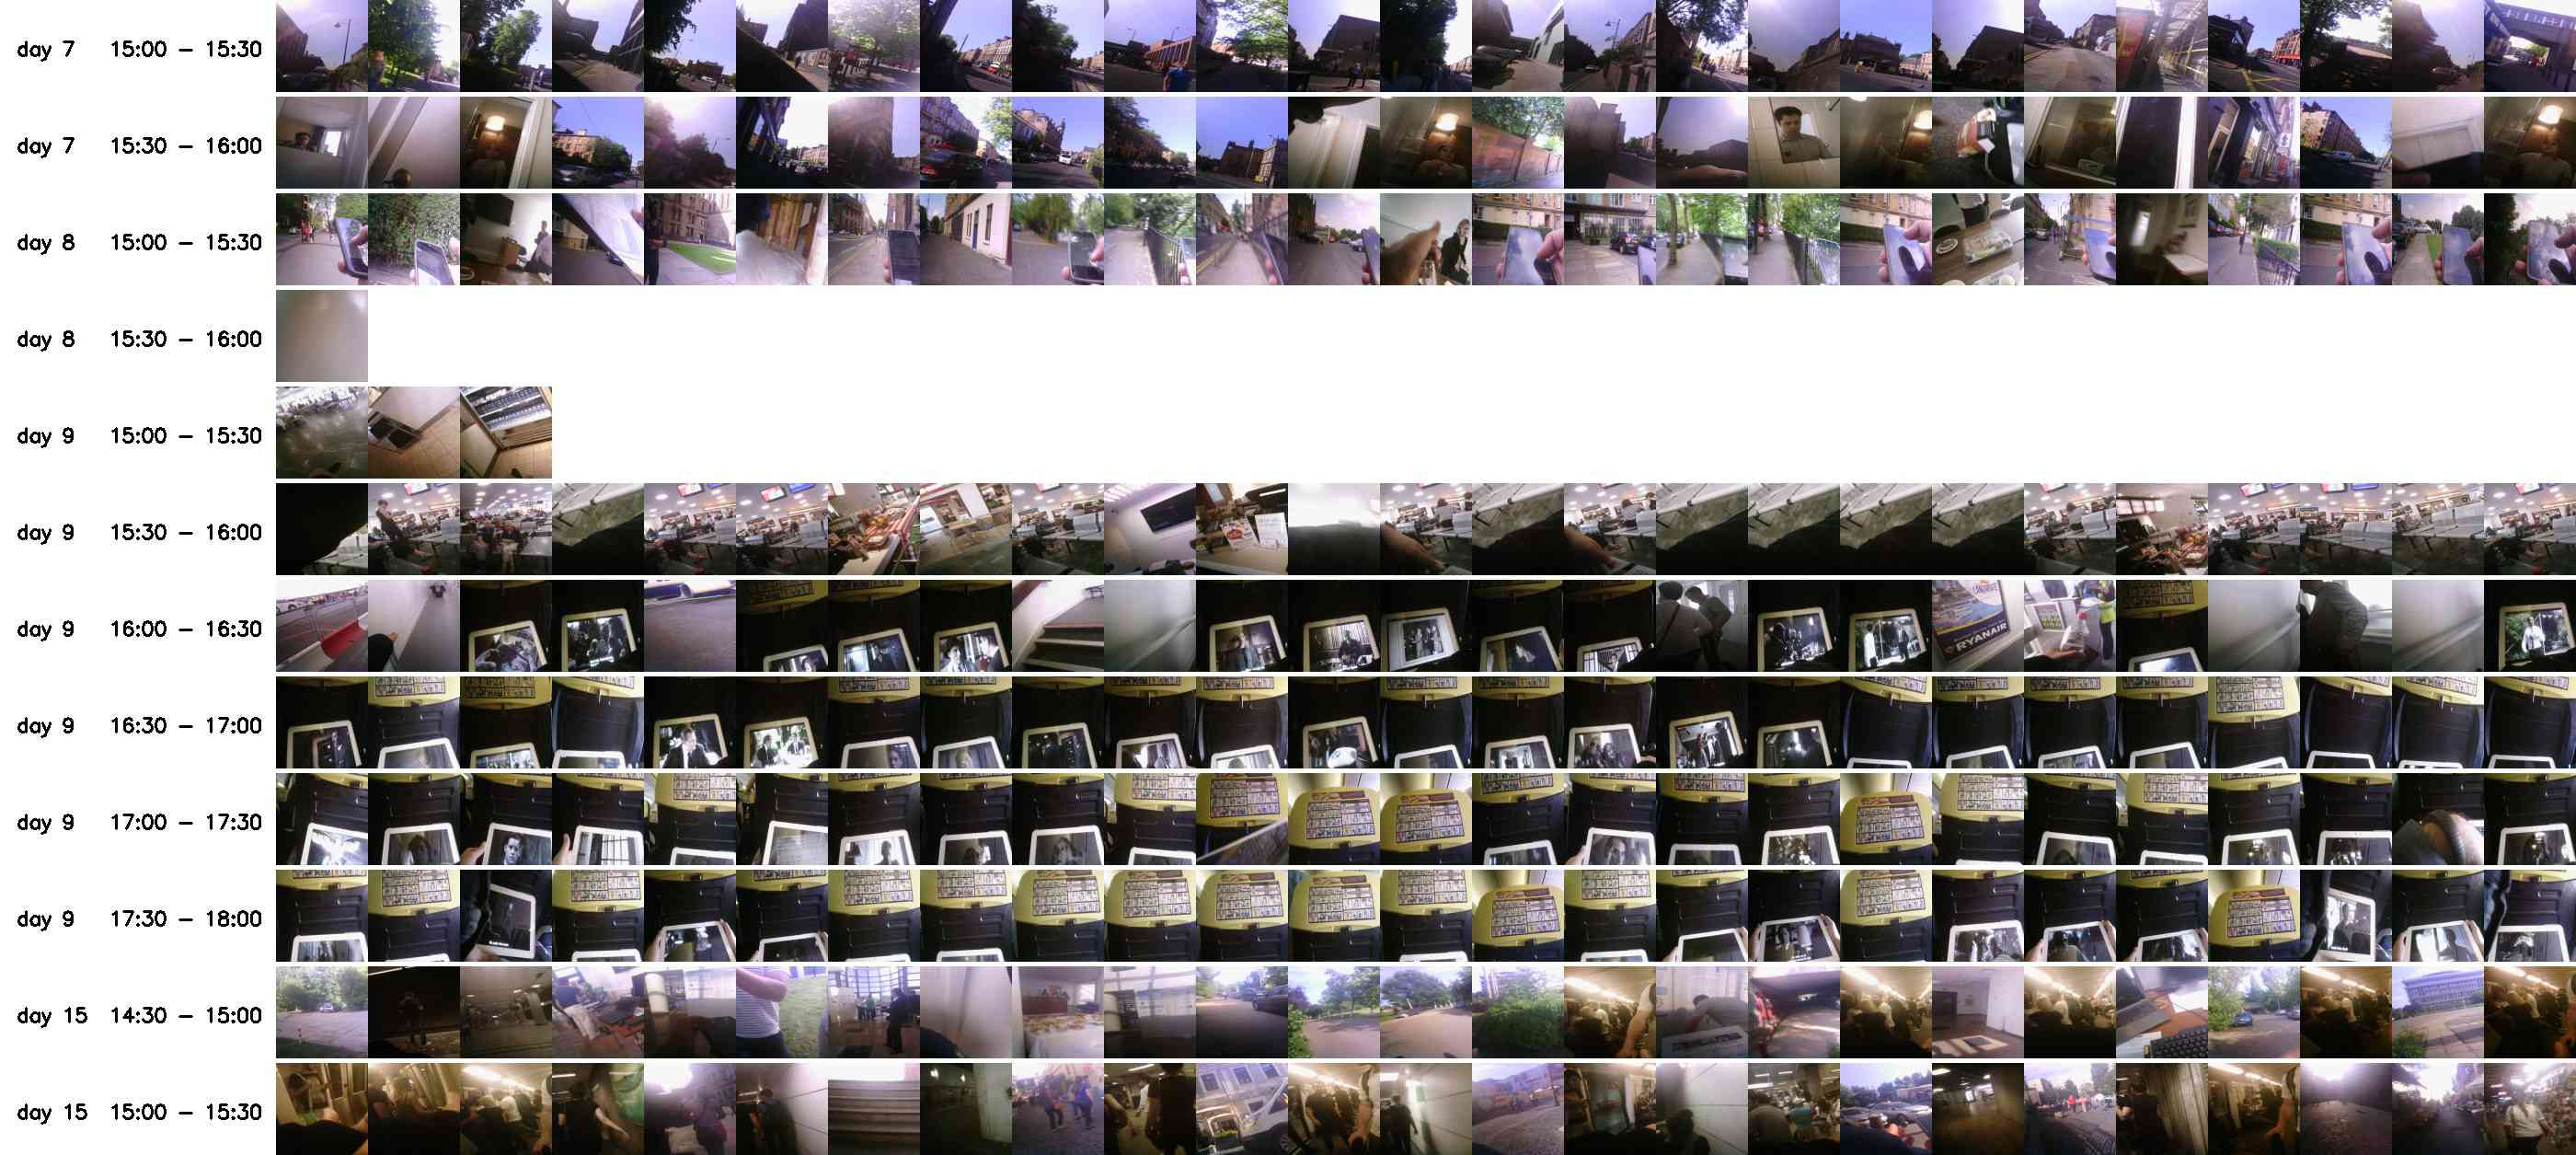 day 7 15:00 – 15:30
day 7 15:30 – 16:00
day 8 15:00 – 15:30
day 8 15:30 – 16:00
day 9 15:00 – 15:30
day 9 15:30 – 16:00
day 9 16:00 – 16:30
RYANAIR
day 9 16:30 – 17:00
day 9 17:00 – 17:30
day 9 17:30 – 18:00
day 15 14:30 – 15:00
day 15 15:00 – 15:30